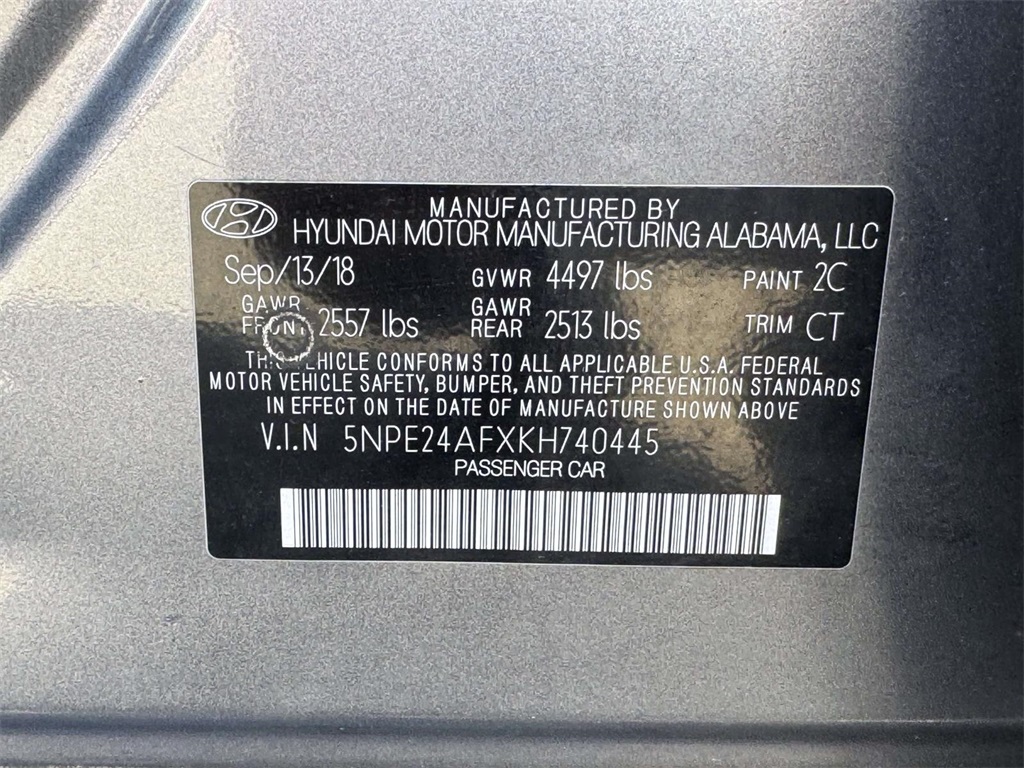 MANUFACTURED BY
HYUNDAI MOTOR MANUFACTURING ALABAMA, LLC
Sep/13/18 GVWR 4497 lbs PAINT 2C
GAWR FRONT 2557 lbs GAWR REAR 2513 lbs TRIM CT
THIS VEHICLE CONFORMS TO ALL APPLICABLE U.S.A. FEDERAL
MOTOR VEHICLE SAFETY, BUMPER, AND THEFT PREVENTION STANDARDS
IN EFFECT ON THE DATE OF MANUFACTURE SHOWN ABOVE
V.I.N 5NPE24AFXKH740445
PASSENGER CAR